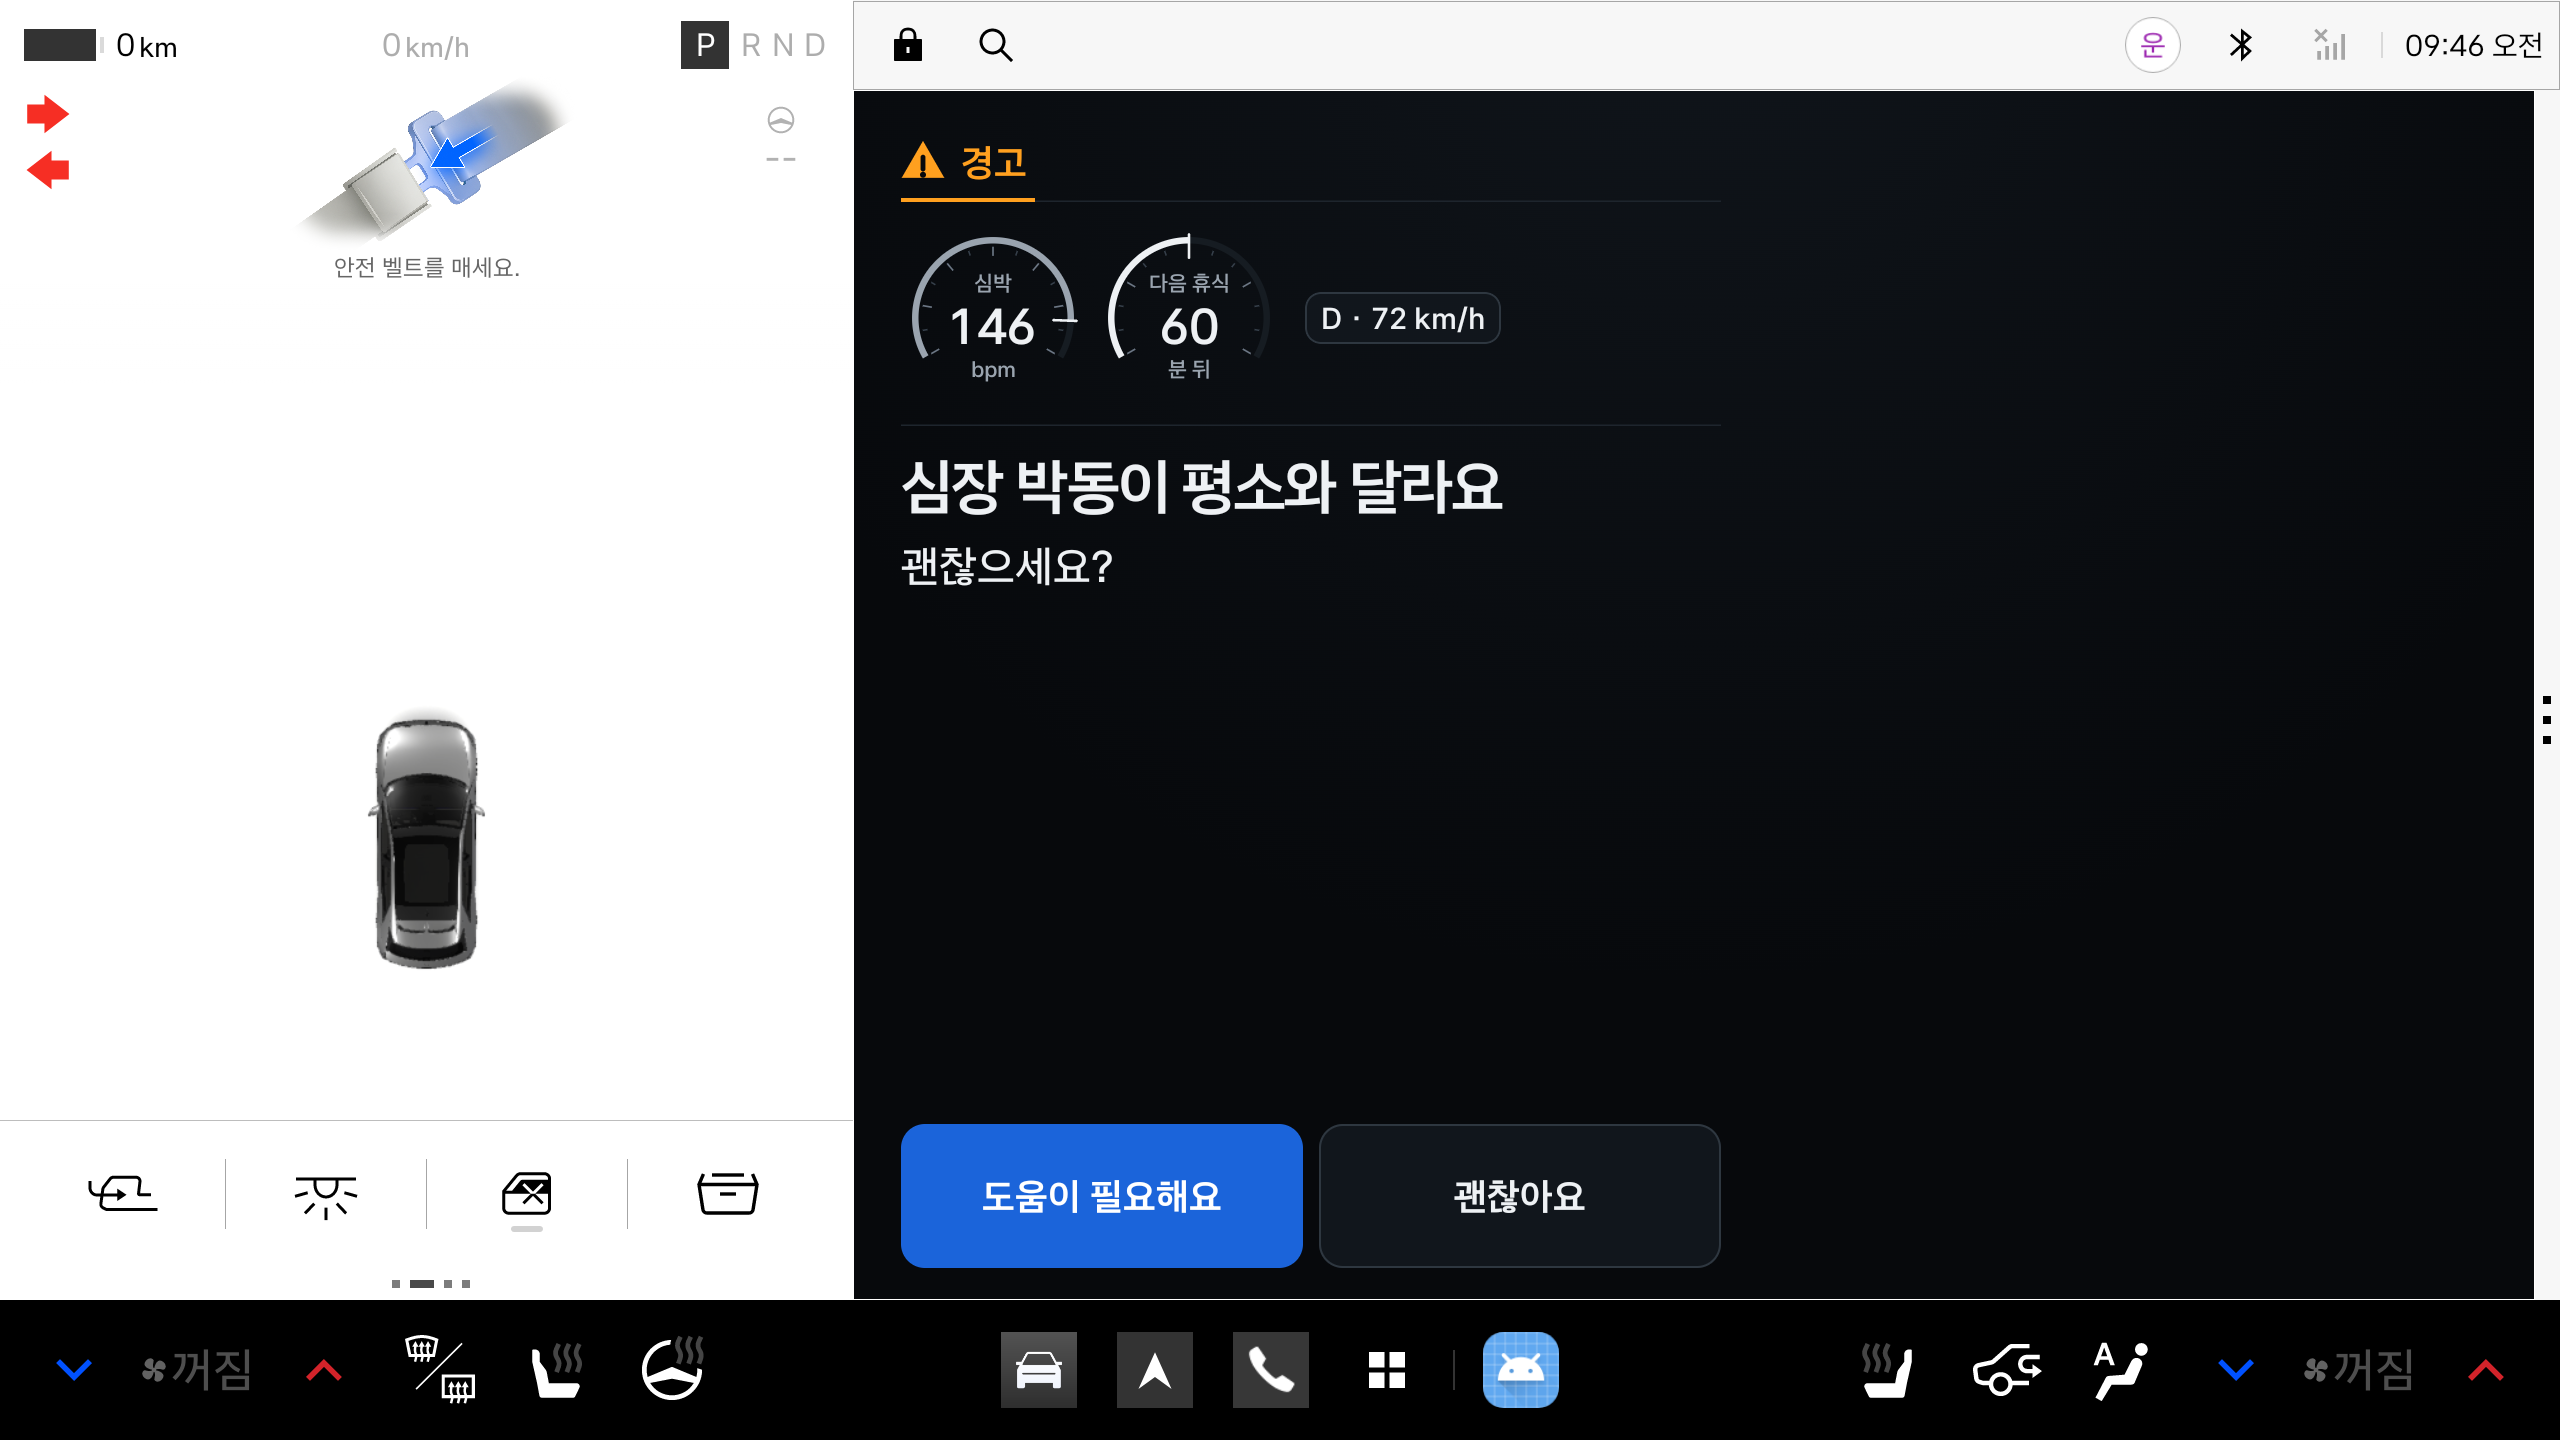 0 km
0 km/h
P R N D
운
09:46 오전
--
안전 벨트를 매세요.
경고
심박
146
bpm
다음 휴식
60
분 뒤
D · 72 km/h
심장 박동이 평소와 달라요
괜찮으세요?
도움이 필요해요
괜찮아요
꺼짐
A
꺼짐